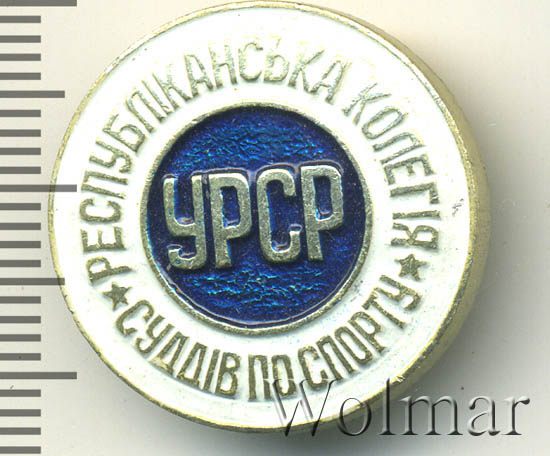 РЕСПУБЛІКАНСЬКА КОЛЕГІЯ
УРСР
★ СУДДІВ ПО СПОРТУ ★
Wolmar